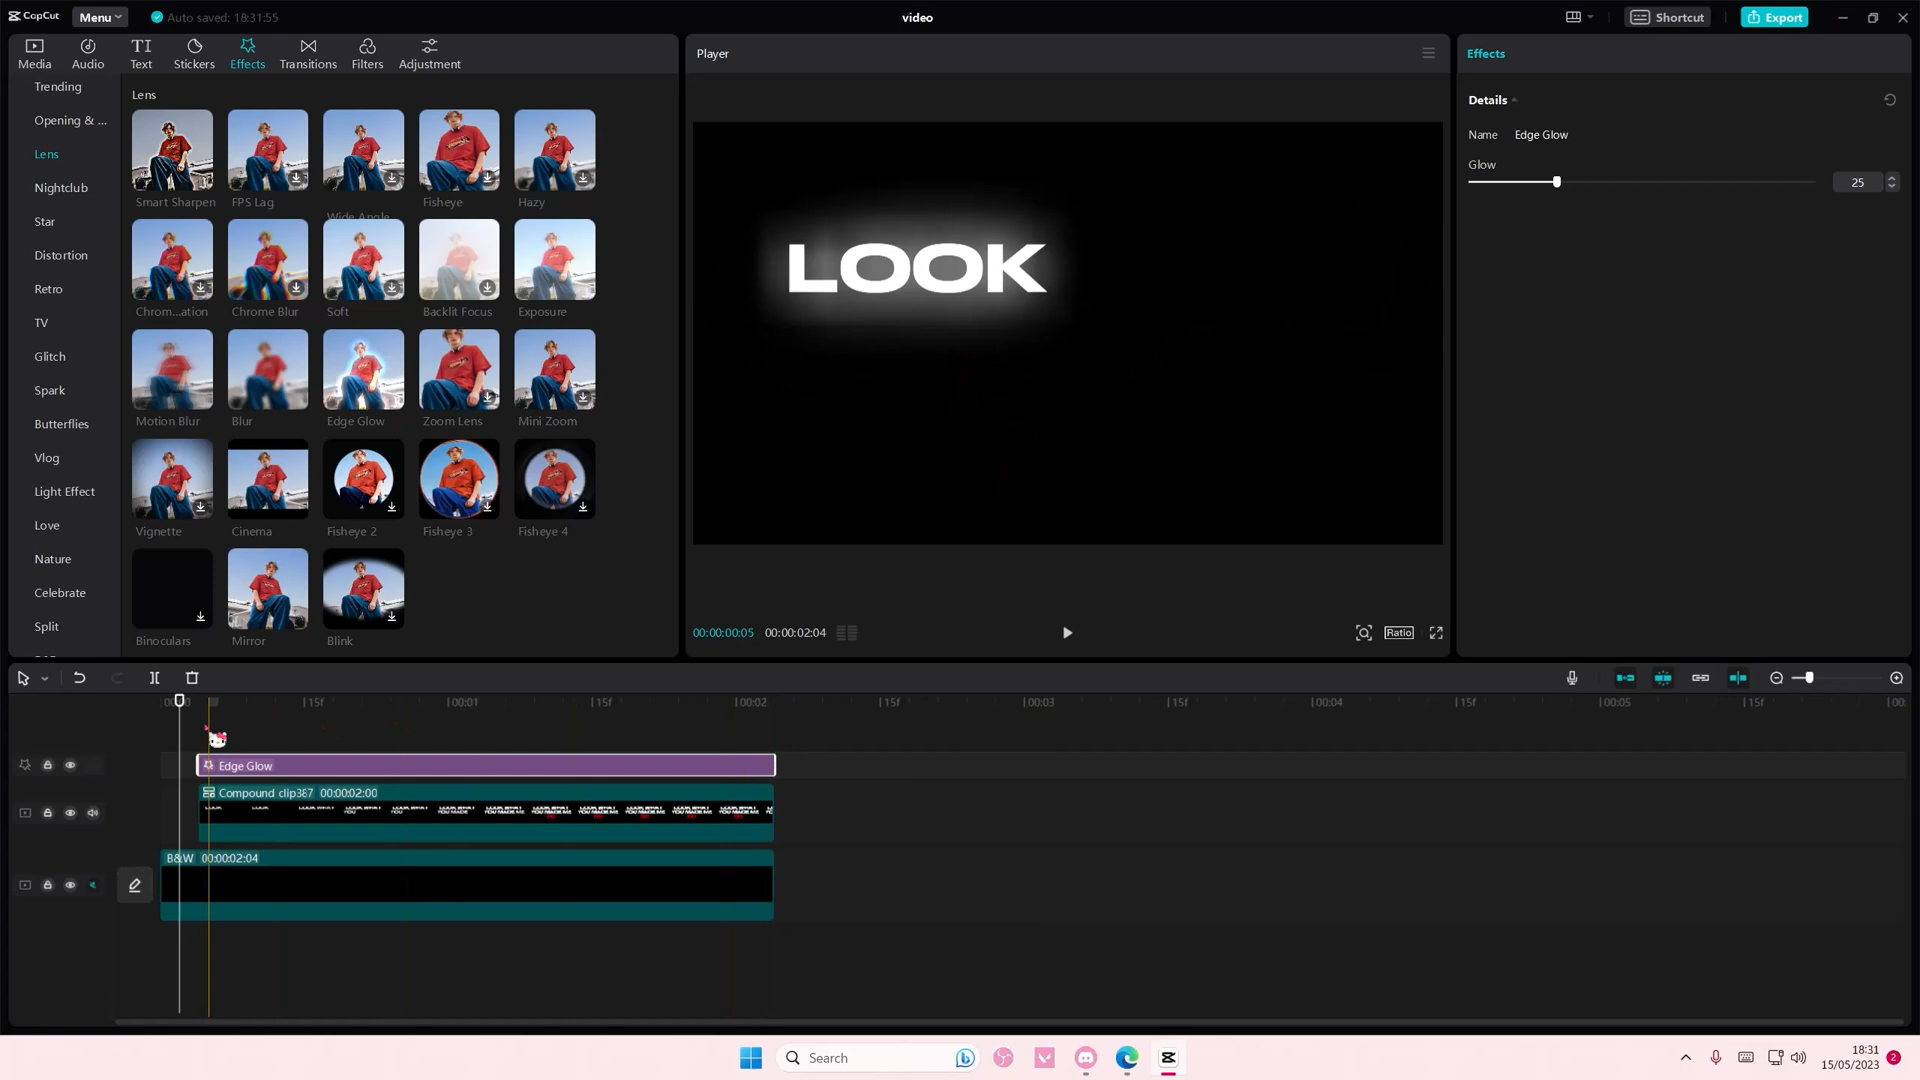 CapCut
Menu
Auto saved: 18:31:55
video
Shortcut
Export
Media
Audio
Text
Stickers
Effects
Transitions
Filters
Adjustment
Trending
Opening & ...
Lens
Nightclub
Star
Distortion
Retro
TV
Glitch
Spark
Butterflies
Vlog
Light Effect
Love
Nature
Celebrate
Split
Lens
Smart Sharpen
FPS Lag
Wide Angle
Fisheye
Hazy
Chrom...ation
Chrome Blur
Soft
Backlit Focus
Exposure
Motion Blur
Blur
Edge Glow
Zoom Lens
Mini Zoom
Vignette
Cinema
Fisheye 2
Fisheye 3
Fisheye 4
Binoculars
Mirror
Blink
Player
LOOK
00:00:00:05
00:00:02:04
Ratio
Effects
Details
Name
Edge Glow
Glow
25
15f
00:01
15f
00:02
15f
00:03
15f
00:04
15f
00:05
15f
Edge Glow
Compound clip387
00:00:02:00
B&W
00:00:02:04
Search
18:31
15/05/2023
2